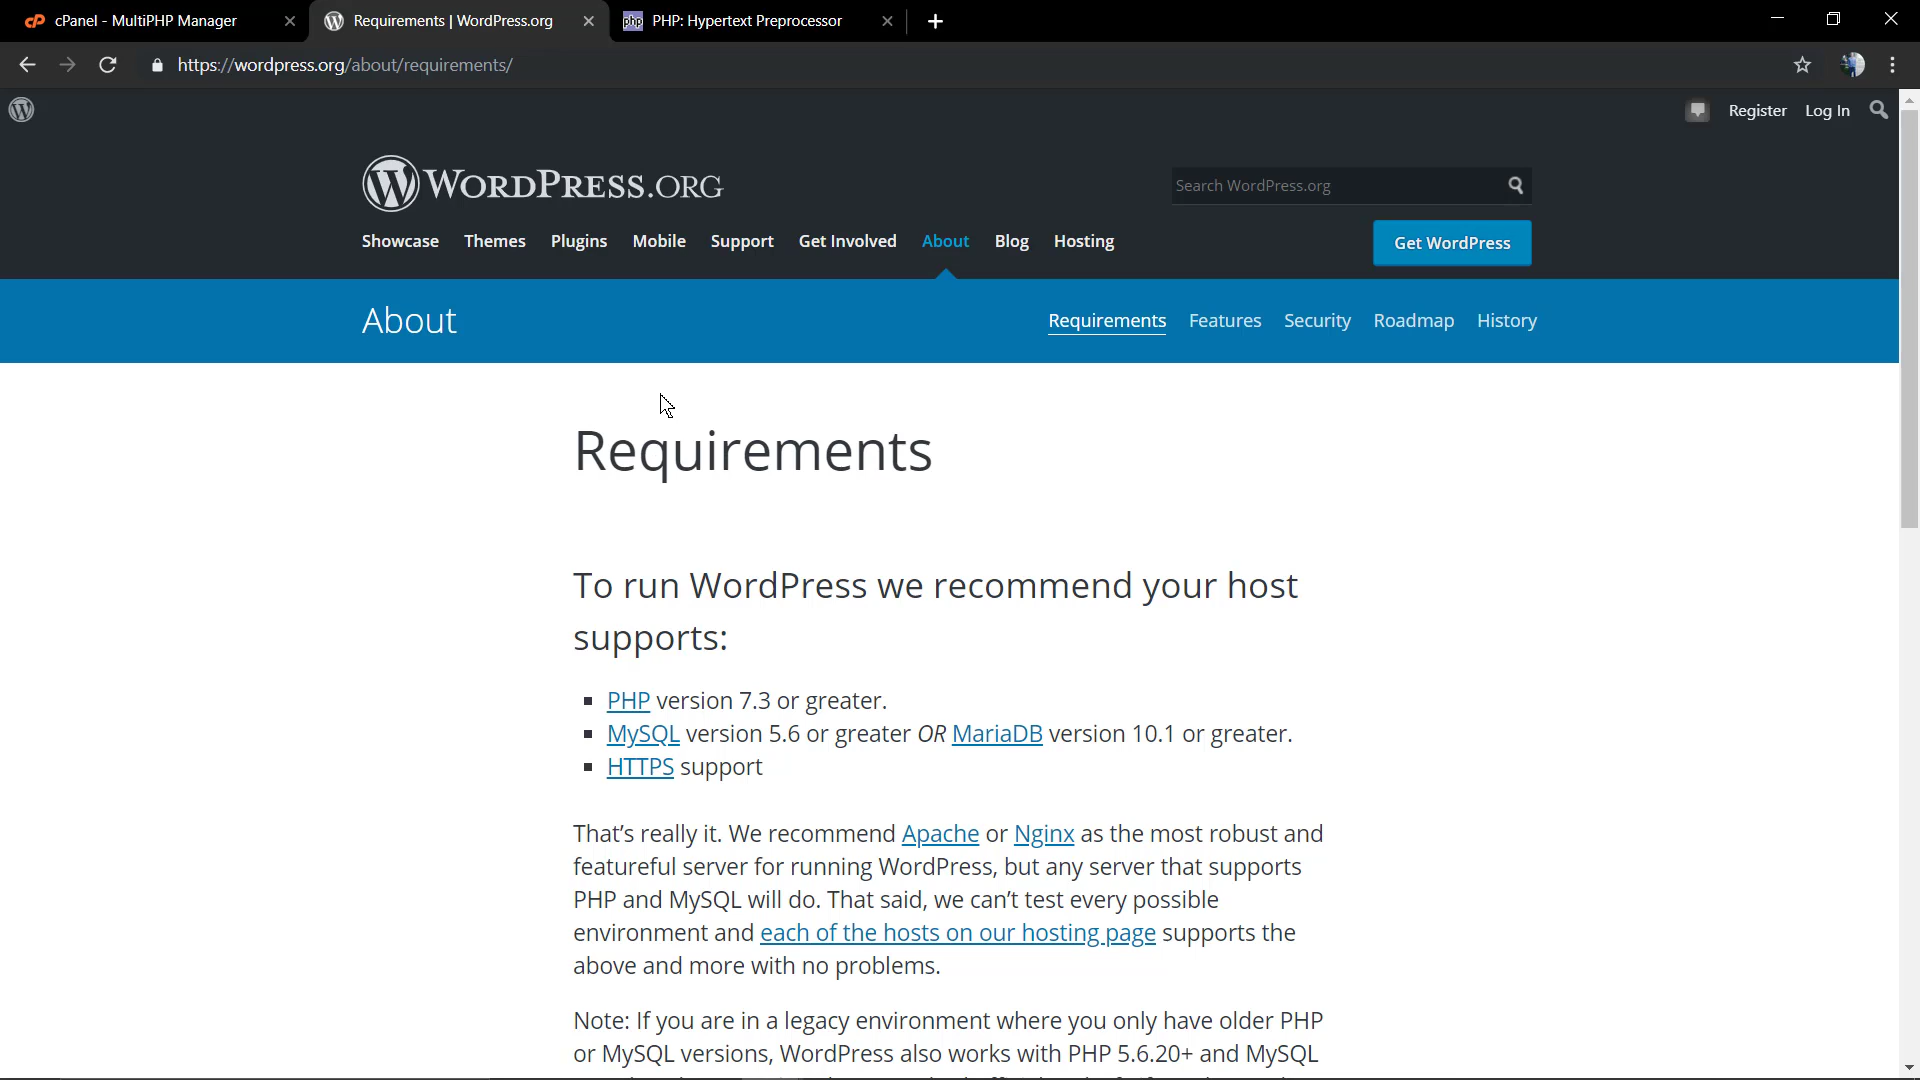 cP cPanel - MultiPHP Manager
Requirements | WordPress.org
php PHP: Hypertext Preprocessor
https://wordpress.org/about/requirements/
Register Log In
WORDPRESS.ORG
Search WordPress.org
Showcase Themes Plugins Mobile Support Get Involved About Blog Hosting
Get WordPress
About
Requirements Features Security Roadmap History
Requirements
To run WordPress we recommend your host
supports:
PHP version 7.3 or greater.
MySQL version 5.6 or greater OR MariaDB version 10.1 or greater.
HTTPS support
That’s really it. We recommend Apache or Nginx as the most robust and
featureful server for running WordPress, but any server that supports
PHP and MySQL will do. That said, we can’t test every possible
environment and each of the hosts on our hosting page supports the
above and more with no problems.
Note: If you are in a legacy environment where you only have older PHP
or MySQL versions, WordPress also works with PHP 5.6.20+ and MySQL